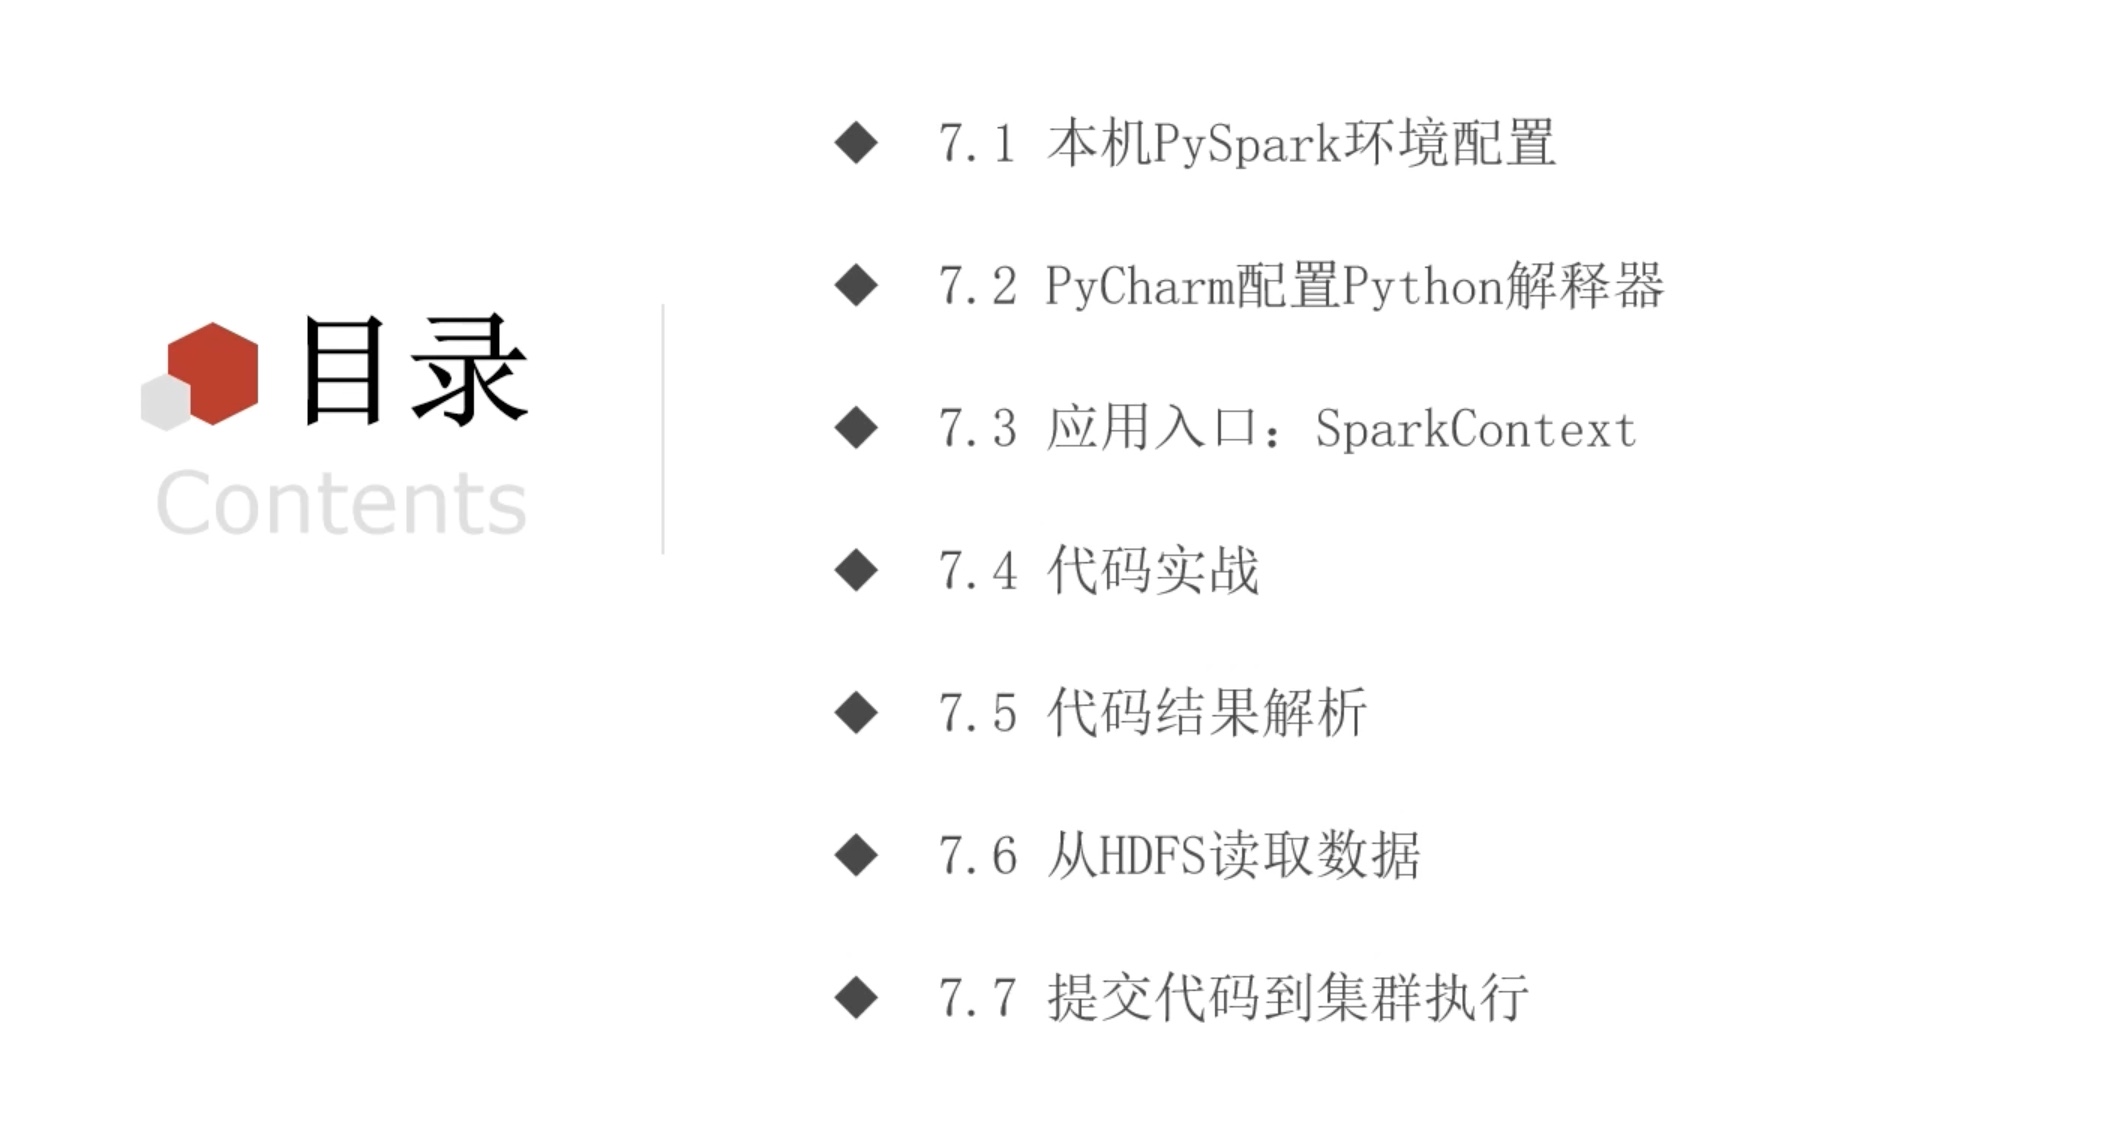 目录
Contents
7.1 本机PySpark环境配置
7.2 PyCharm配置Python解释器
7.3 应用入口：SparkContext
7.4 代码实战
7.5 代码结果解析
7.6 从HDFS读取数据
7.7 提交代码到集群执行